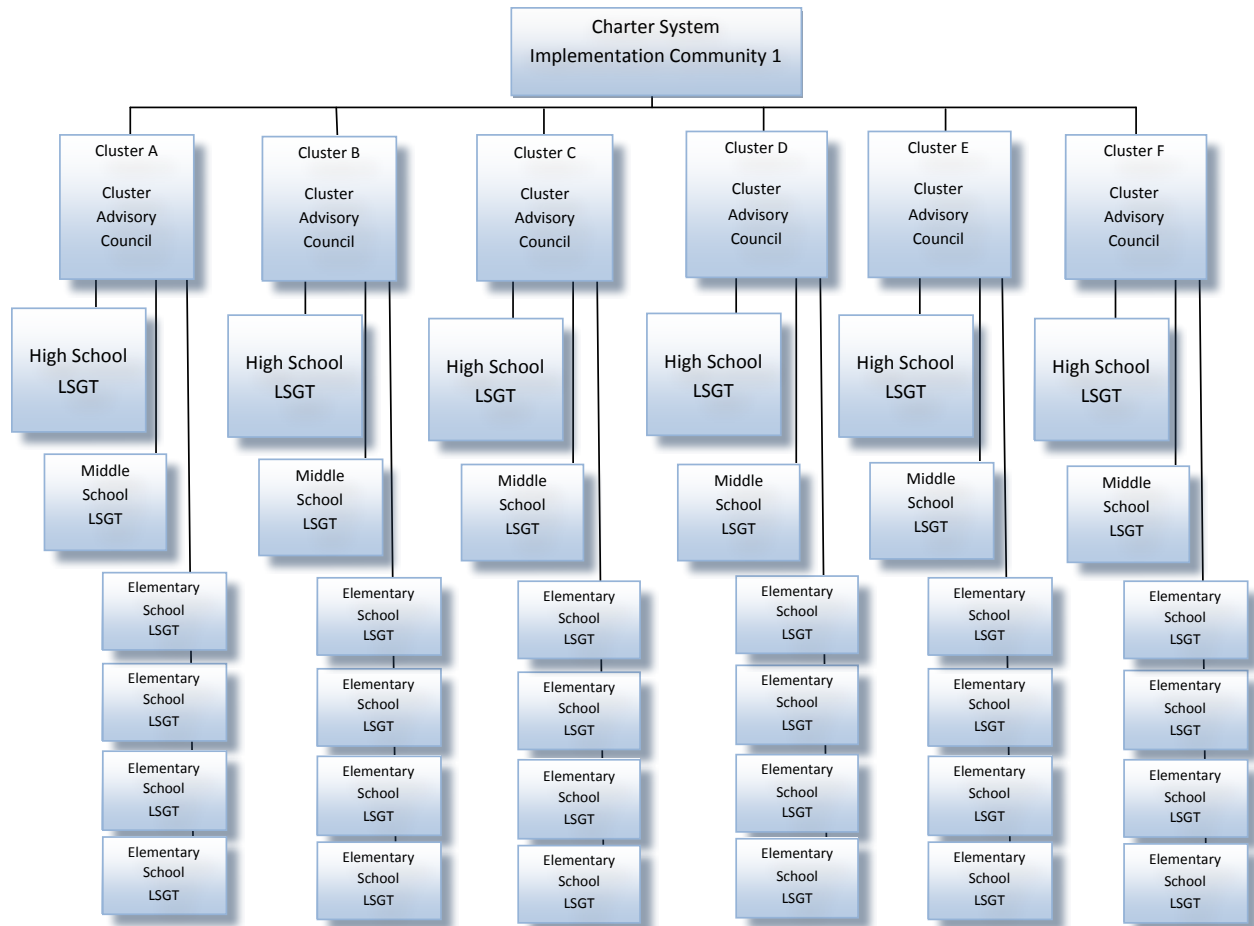 Charter System
Implementation Community 1
Cluster A
Cluster
Advisory
Council
Cluster B
Cluster
Advisory
Council
Cluster C
Cluster
Advisory
Council
Cluster D
Cluster
Advisory
Council
Cluster E
Cluster
Advisory
Council
Cluster F
Cluster
Advisory
Council
High School
LSGT
High School
LSGT
High School
LSGT
High School
LSGT
High School
LSGT
High School
LSGT
Middle
School
LSGT
Middle
School
LSGT
Middle
School
LSGT
Middle
School
LSGT
Middle
School
LSGT
Middle
School
LSGT
Elementary
School
LSGT
Elementary
School
LSGT
Elementary
School
LSGT
Elementary
School
LSGT
Elementary
School
LSGT
Elementary
School
LSGT
Elementary
School
LSGT
Elementary
School
LSGT
Elementary
School
LSGT
Elementary
School
LSGT
Elementary
School
LSGT
Elementary
School
LSGT
Elementary
School
LSGT
Elementary
School
LSGT
Elementary
School
LSGT
Elementary
School
LSGT
Elementary
School
LSGT
Elementary
School
LSGT
Elementary
School
LSGT
Elementary
School
LSGT
Elementary
School
LSGT
Elementary
School
LSGT
Elementary
School
LSGT
Elementary
School
LSGT